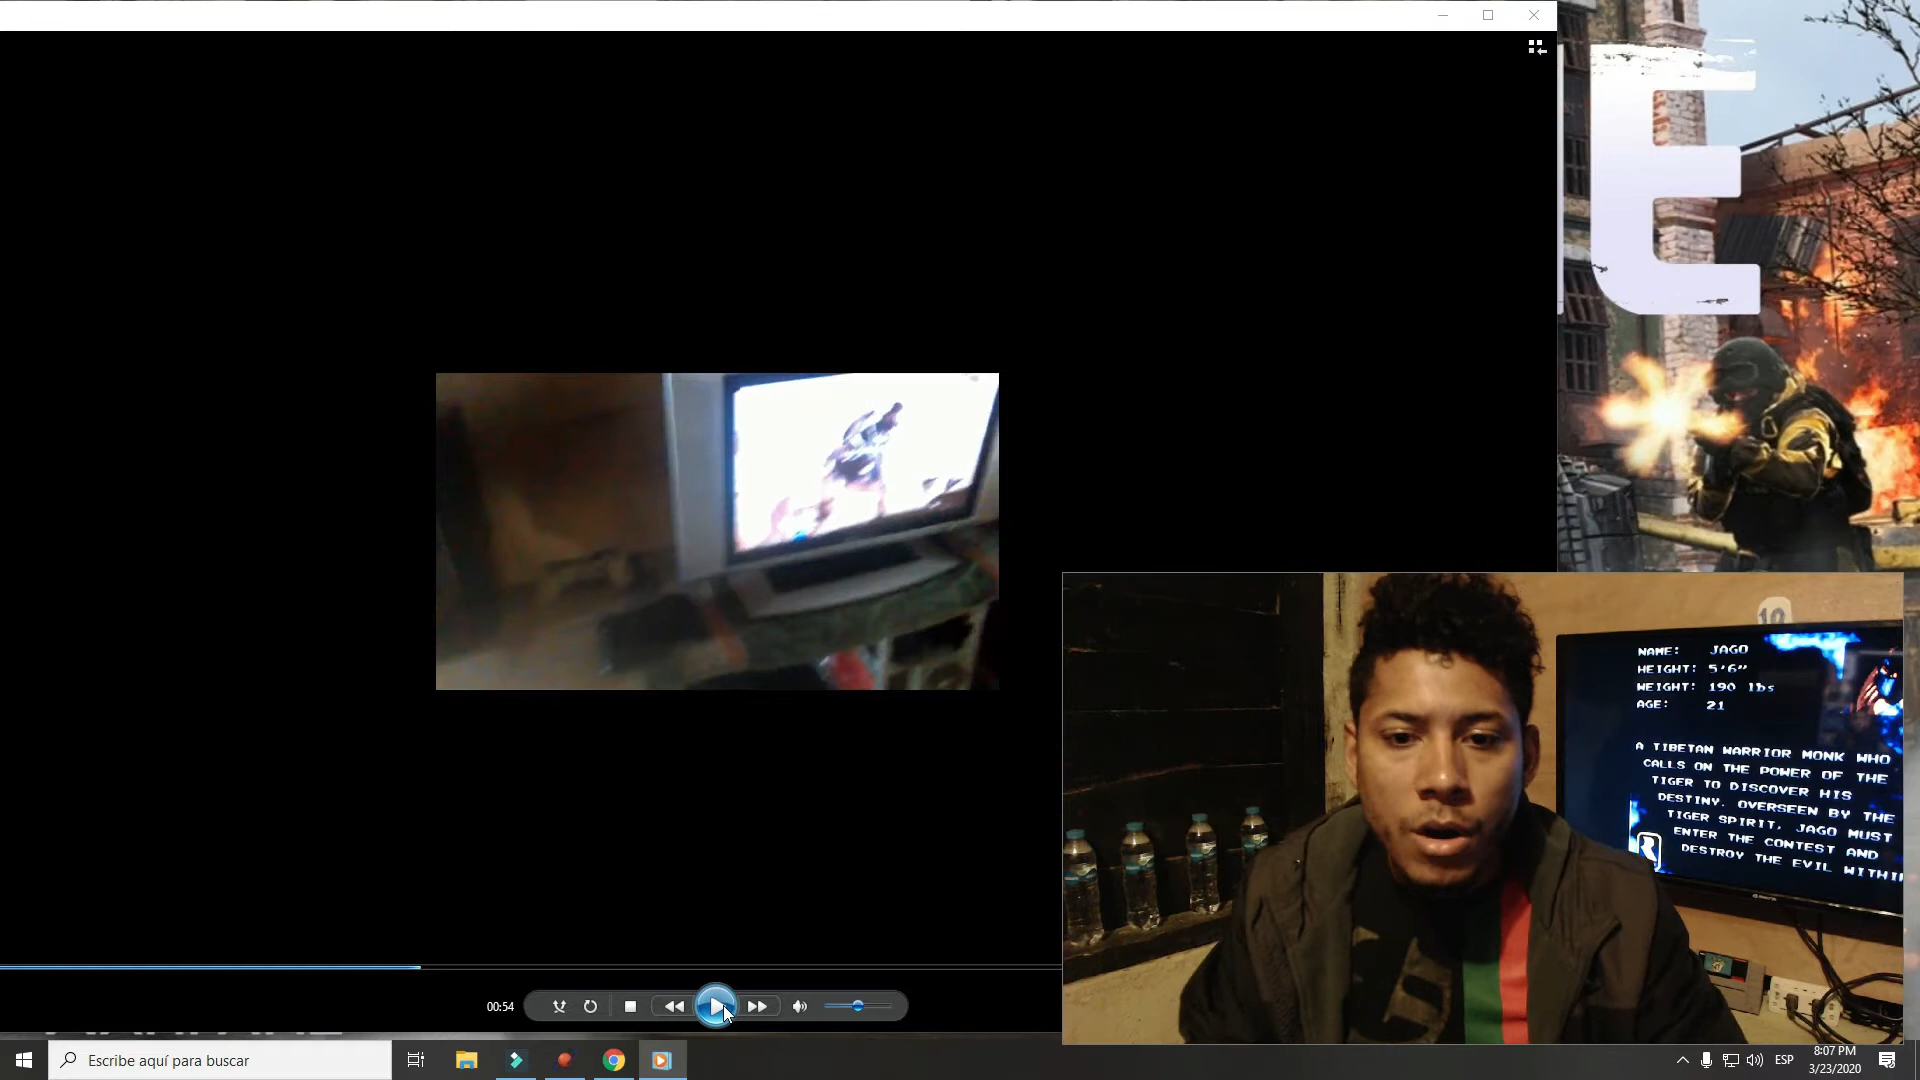 E
10
NAME: JAGO
HEIGHT: 5'6"
WEIGHT: 190 lbs
AGE: 21
A TIBETAN WARRIOR MONK WHO
CALLS ON THE POWER OF THE
TIGER TO DISCOVER HIS
DESTINY. OVERSEEN BY THE
TIGER SPIRIT, JAGO MUST
ENTER THE CONTEST AND
DESTROY THE EVIL WITHIN
00:54
Escribe aquí para buscar
ESP
8:07 PM
3/23/2020